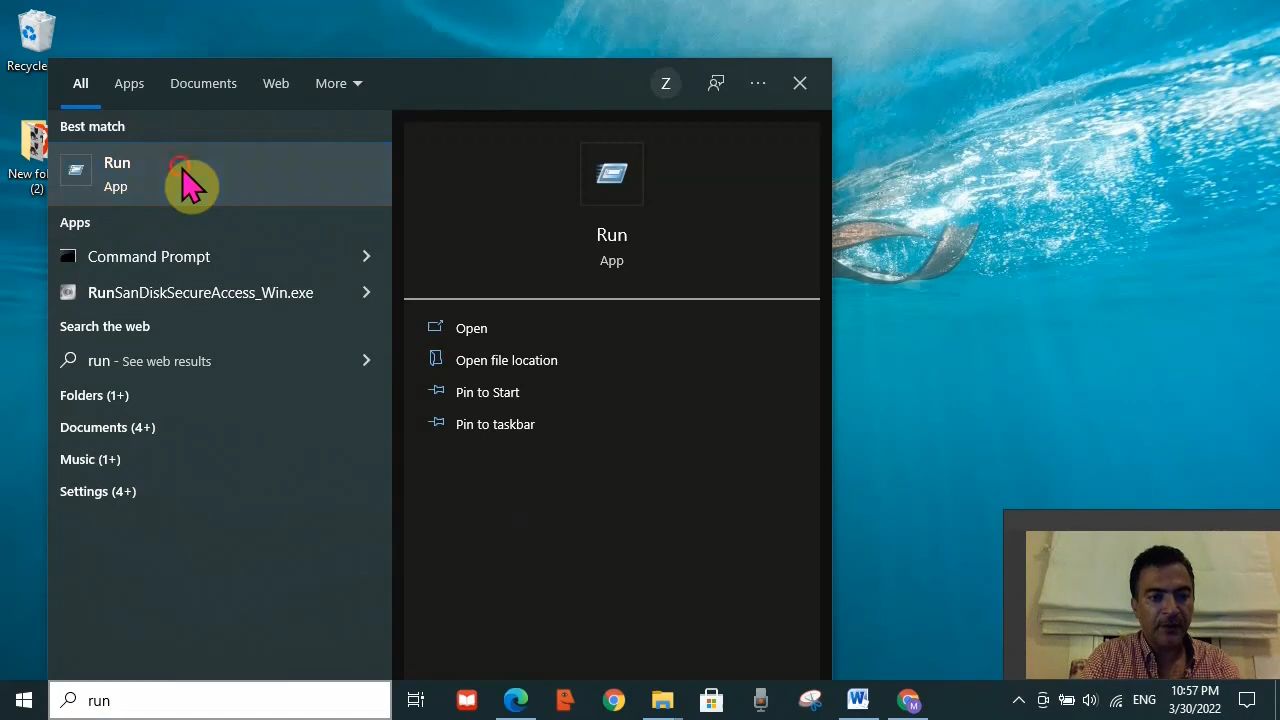 Recycle
New fol
(2)
All
Apps
Documents
Web
More
Z
Best match
Run
App
Apps
Command Prompt
RunSanDiskSecureAccess_Win.exe
Search the web
run - See web results
Folders (1+)
Documents (4+)
Music (1+)
Settings (4+)
Run
App
Open
Open file location
Pin to Start
Pin to taskbar
run
W
M
ENG
10:57 PM
3/30/2022